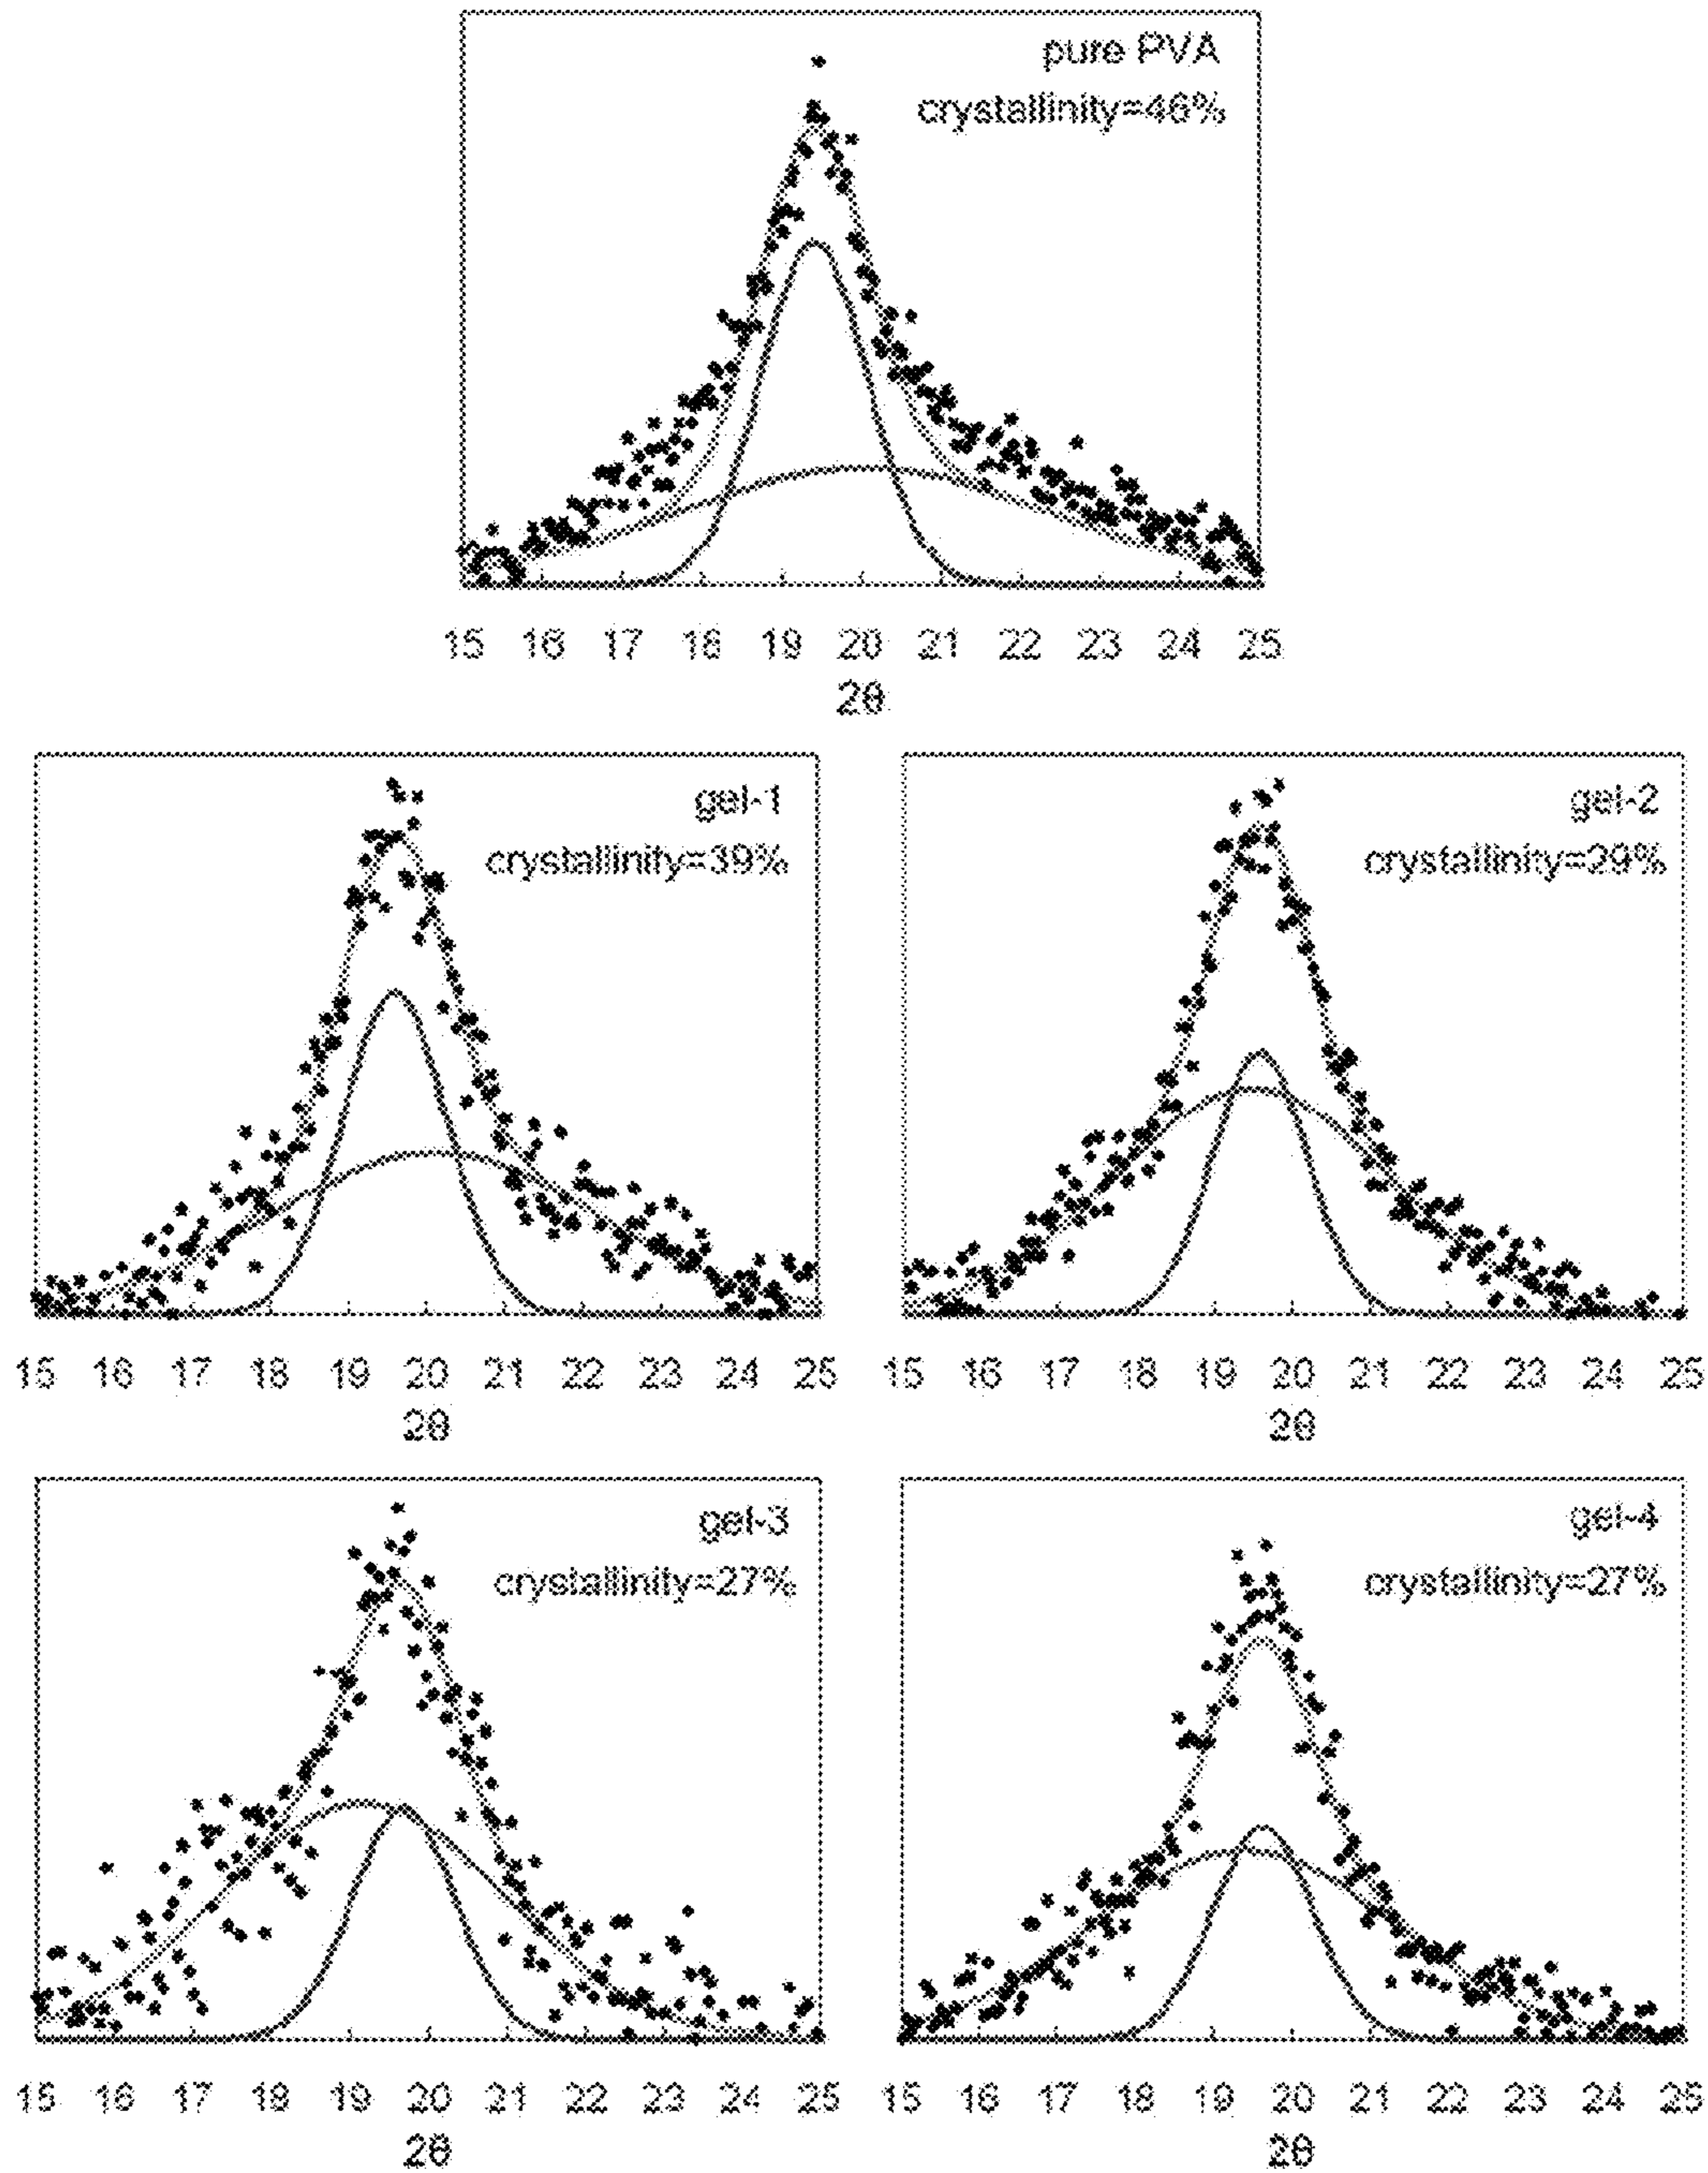 pure PVA
crystallinity=46%
15 16 17 18 19 20 21 22 23 24 25
2θ
gel-1
crystallinity=39%
15 16 17 18 19 20 21 22 23 24 25
2θ
gel-2
crystallinity=29%
15 16 17 18 19 20 21 22 23 24 25
2θ
gel-3
crystallinity=27%
15 16 17 18 19 20 21 22 23 24 25
2θ
gel-4
crystallinity=27%
15 16 17 18 19 20 21 22 23 24 25
2θ